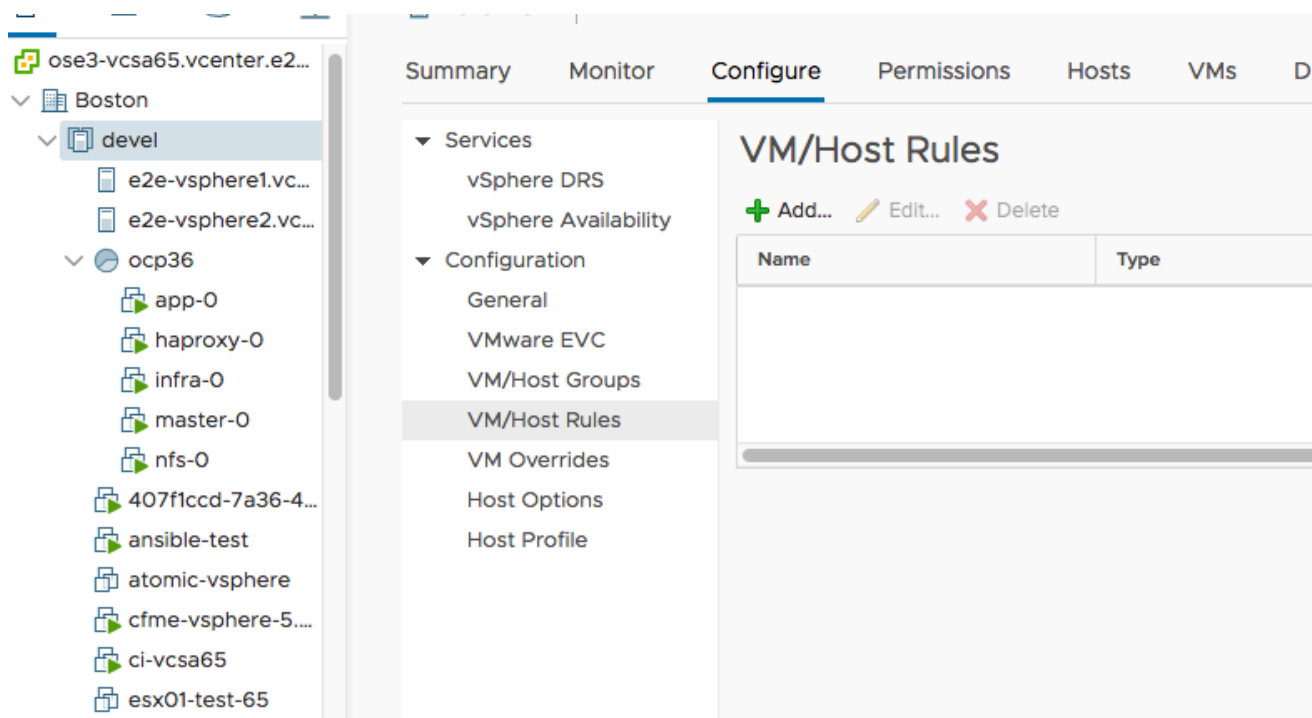 ose3-vcsa65.vcenter.e2...
Boston
devel
e2e-vsphere1.vc...
e2e-vsphere2.vc...
ocp36
app-0
haproxy-0
infra-0
master-0
nfs-0
407f1ccd-7a36-4...
ansible-test
atomic-vsphere
cfme-vsphere-5....
ci-vcsa65
esx01-test-65
Summary Monitor Configure Permissions Hosts VMs D
Services
vSphere DRS
vSphere Availability
Configuration
General
VMware EVC
VM/Host Groups
VM/Host Rules
VM Overrides
Host Options
Host Profile
VM/Host Rules
Add... Edit... Delete
Name Type